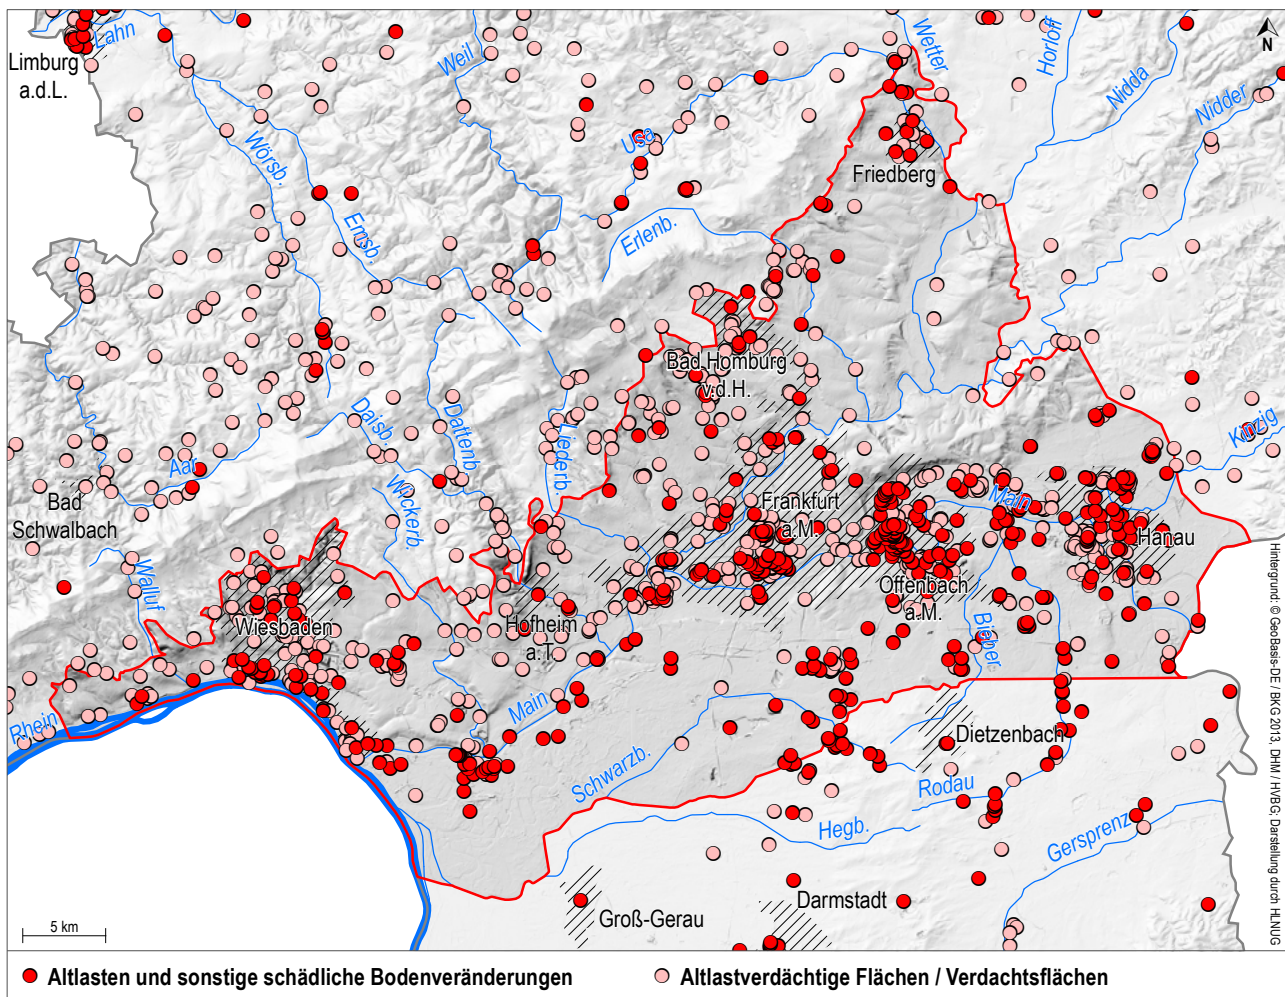 Lahn
Limburg
a.d.L.
Weil
Wetter
Horloff
Nidda
Nidder
N
Usa
Wörsb.
Emsb.
Erlenb.
Friedberg
Bad Homburg
v.d.H.
Daisb.
Dattenb.
Liederb.
Wickerb.
Aar
Bad
Schwalbach
Walluf
Kinzig
Main
Frankfurt
a.M.
Hanau
Offenbach
a.M.
Bieber
Wiesbaden
Hofheim
a. T.
Rhein
Main
Schwarzb.
Dietzenbach
Rodau
Hegb.
Gersprenz
Groß-Gerau
Darmstadt
5 km
Hintergrund: © GeoBasis-DE / BKG 2013, DHM / HVBG; Darstellung durch HLNUG
Altlasten und sonstige schädliche Bodenveränderungen
Altlastverdächtige Flächen / Verdachtsflächen